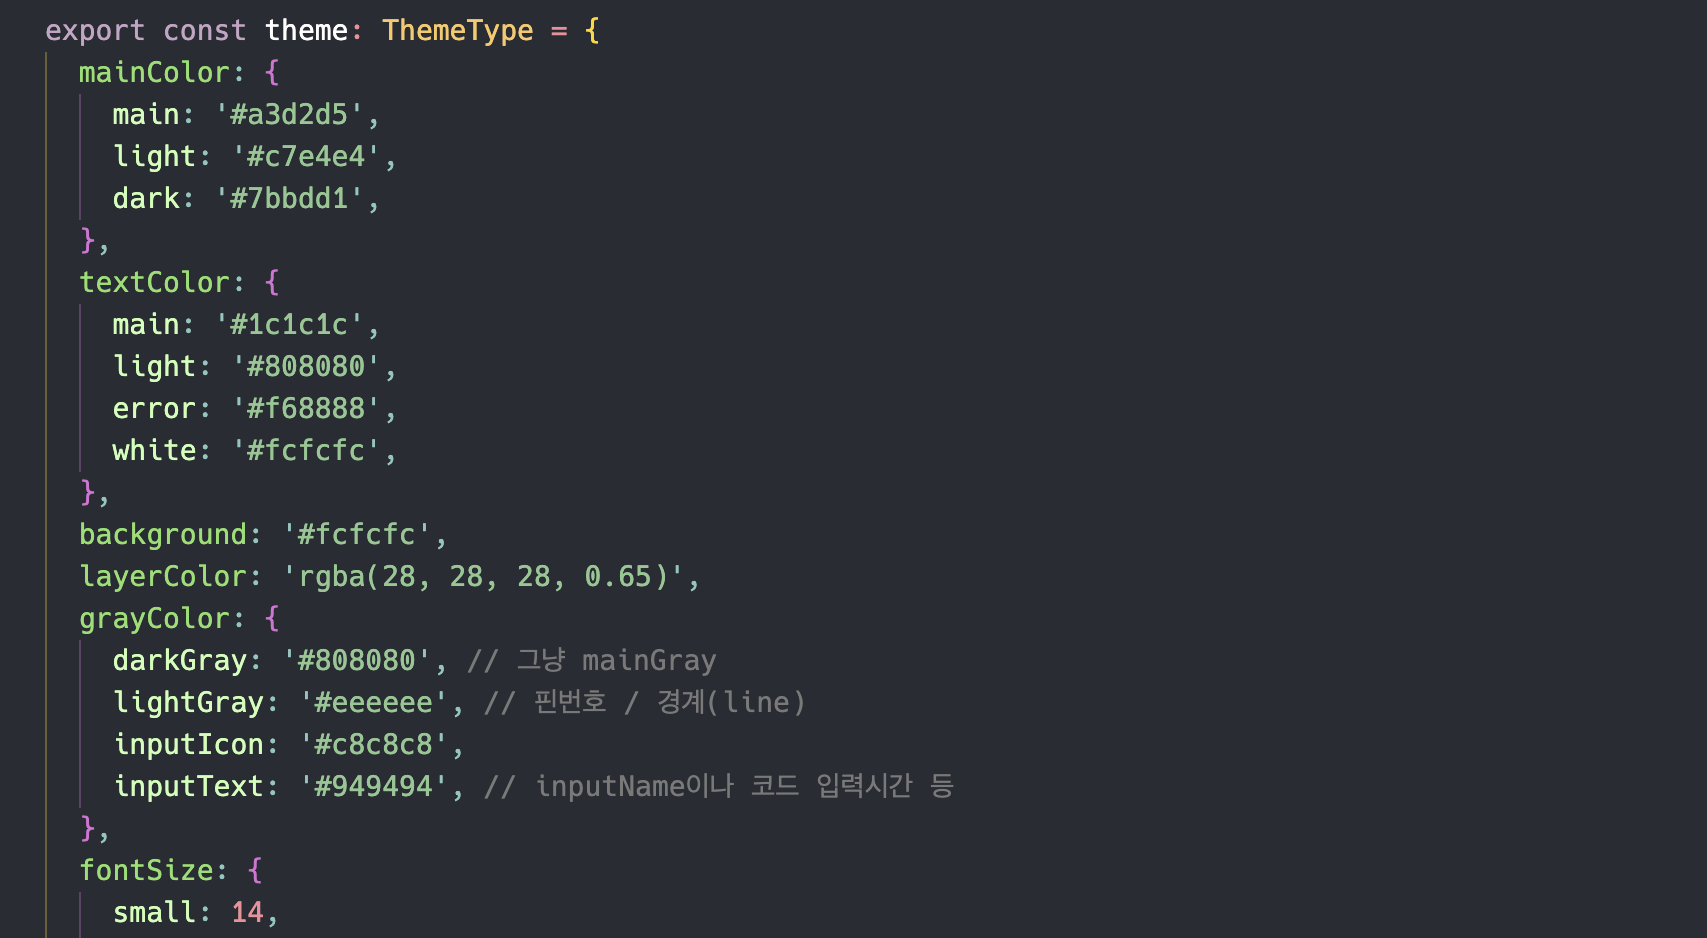 export const theme: ThemeType = {
mainColor: {
main: '#a3d2d5',
light: '#c7e4e4',
dark: '#7bbdd1',
},
textColor: {
main: '#1c1c1c',
light: '#808080',
error: '#f68888',
white: '#fcfcfc',
},
background: '#fcfcfc',
layerColor: 'rgba(28, 28, 28, 0.65)',
grayColor: {
darkGray: '#808080', // 그냥 mainGray
lightGray: '#eeeeee', // 핀번호 / 경계(line)
inputIcon: '#c8c8c8',
inputText: '#949494', // inputName이나 코드 입력시간 등
},
fontSize: {
small: 14,